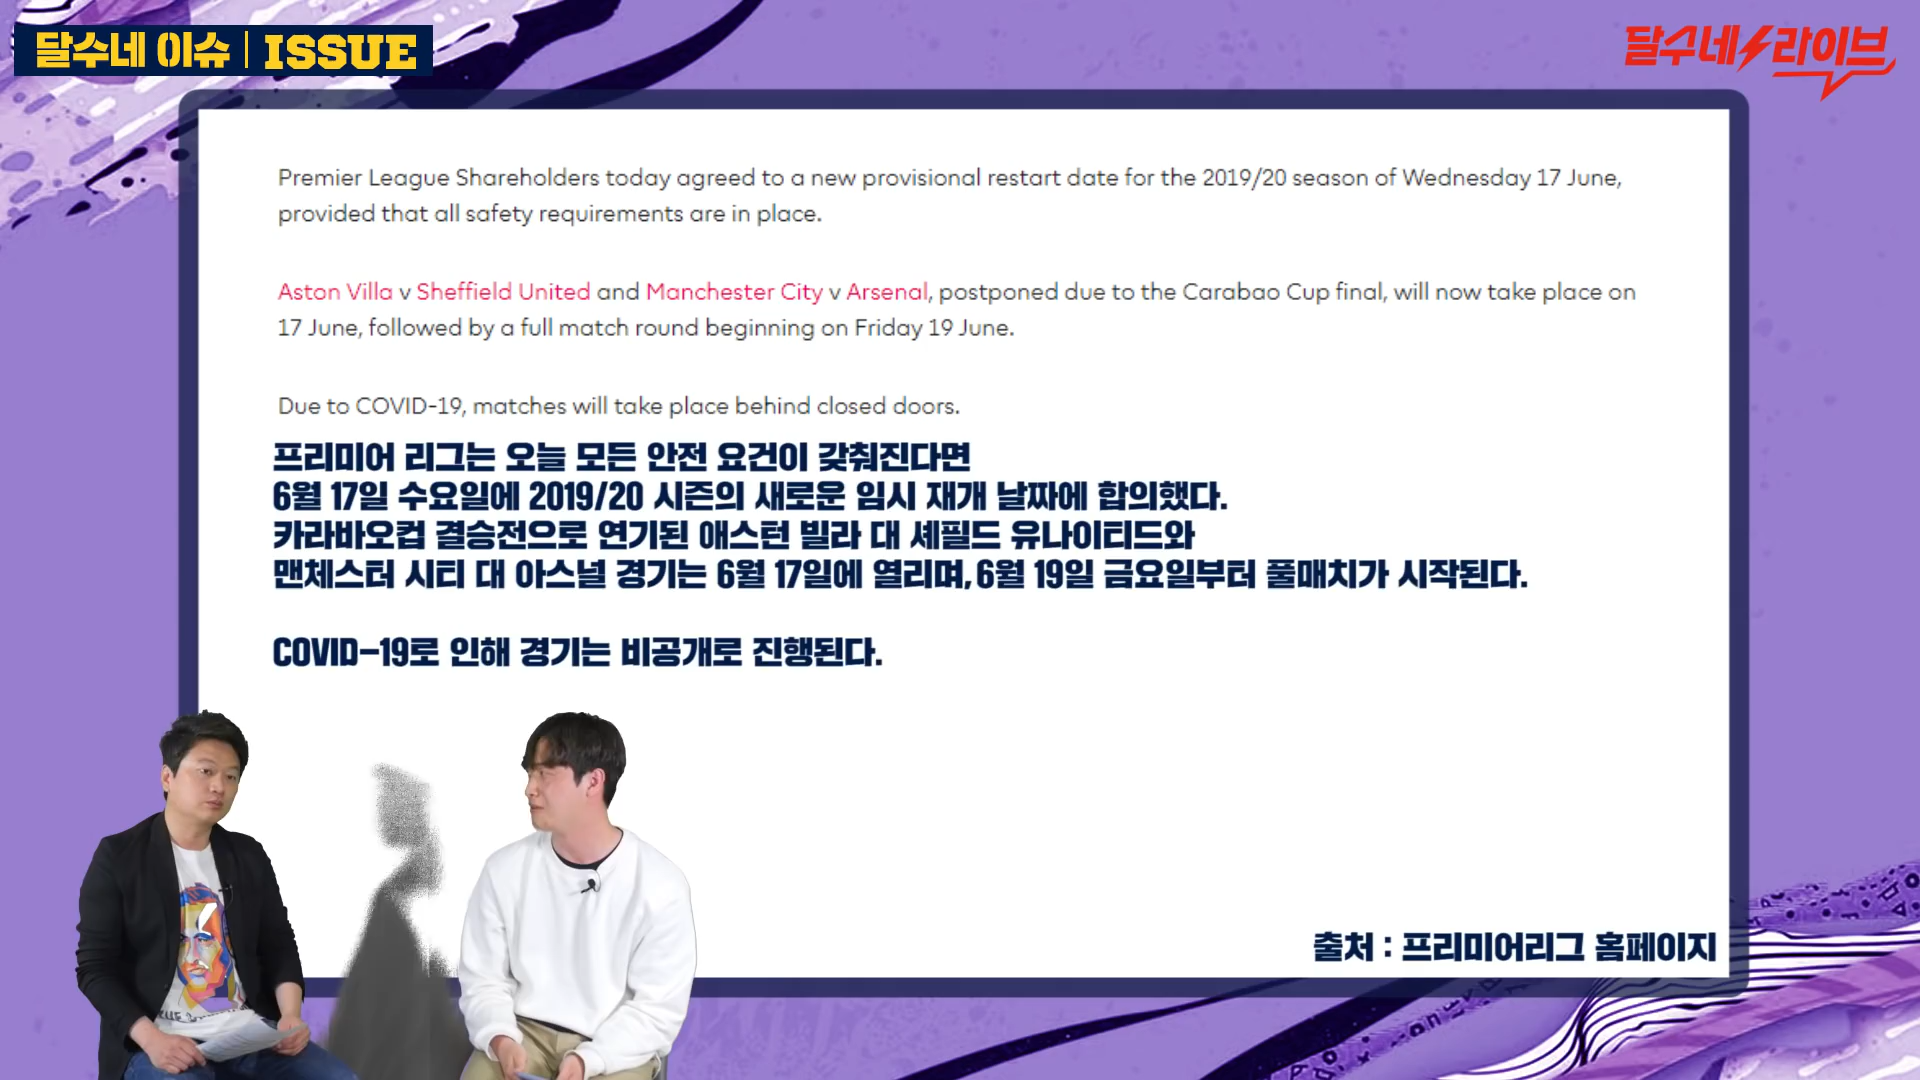 달수네 이슈 | ISSUE
달수네 라이브
Premier League Shareholders today agreed to a new provisional restart date for the 2019/20 season of Wednesday 17 June,
provided that all safety requirements are in place.
Aston Villa v Sheffield United and Manchester City v Arsenal, postponed due to the Carabao Cup final, will now take place on
17 June, followed by a full match round beginning on Friday 19 June.
Due to COVID-19, matches will take place behind closed doors.
프리미어 리그는 오늘 모든 안전 요건이 갖춰진다면
6월 17일 수요일에 2019/20 시즌의 새로운 임시 재개 날짜에 합의했다.
카라바오컵 결승전으로 연기된 애스턴 빌라 대 셰필드 유나이티드와
맨체스터 시티 대 아스널 경기는 6월 17일에 열리며, 6월 19일 금요일부터 풀매치가 시작된다.
COVID-19로 인해 경기는 비공개로 진행된다.
출처 : 프리미어리그 홈페이지